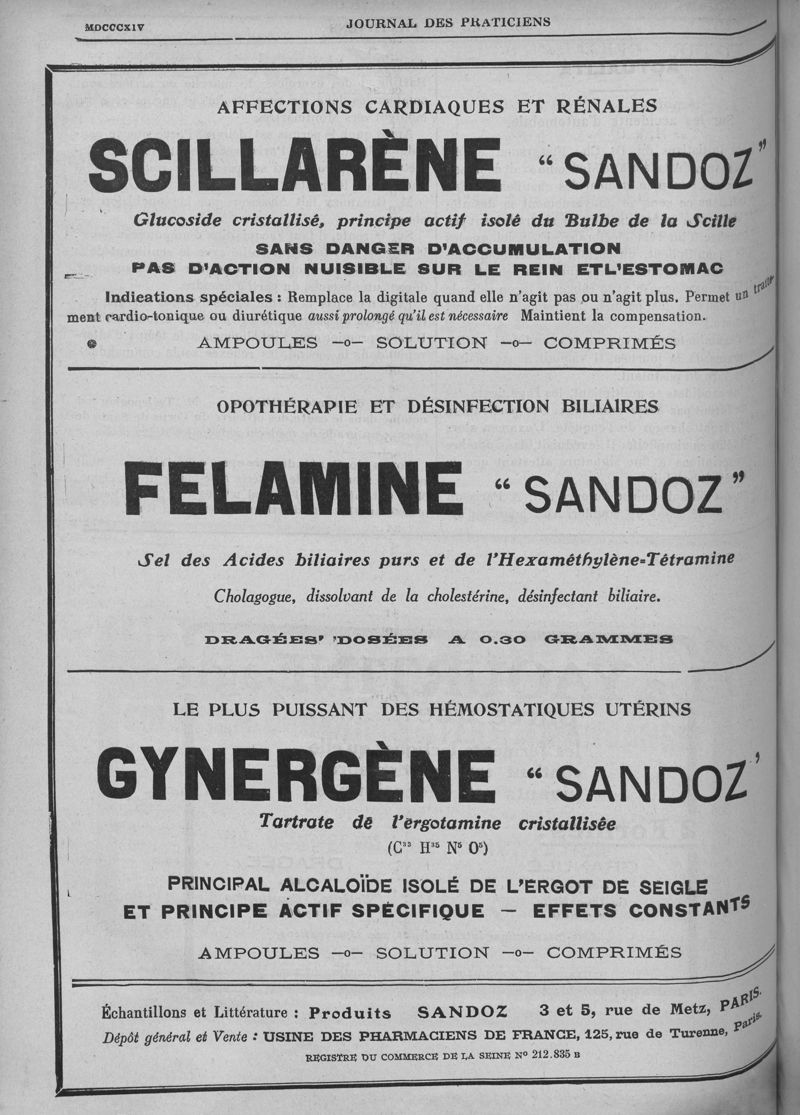 MDCCCXIV
JOURNAL DES PRATICIENS
AFFECTIONS CARDIAQUES ET RÉNALES
SCILLARÈNE “ SANDOZ ”
Glucoside cristallisé, principe actif isolé du Bulbe de la Scille
SANS DANGER D'ACCUMULATION
PAS D'ACTION NUISIBLE SUR LE REIN ETL'ESTOMAC
Indications spéciales : Remplace la digitale quand elle n'agit pas ou n'agit plus. Permet un traite-
ment cardio-tonique ou diurétique aussi prolongé qu'il est nécessaire Maintient la compensation.
AMPOULES —o— SOLUTION —o— COMPRIMÉS
OPOTHÉRAPIE ET DÉSINFECTION BILIAIRES
FELAMINE “ SANDOZ ”
Sel des Acides biliaires purs et de l'Hexaméthylène=Tétramine
Cholagogue, dissolvant de la cholestérine, désinfectant biliaire.
DRAGÉES' 'DOSÉES A 0.30 GRAMMES
LE PLUS PUISSANT DES HÉMOSTATIQUES UTÉRINS
GYNERGÈNE “ SANDOZ ’
Tartrate dê l'ergotamine cristallisée
(C³³ H³⁵ N⁵ O⁵)
PRINCIPAL ALCALOÏDE ISOLÉ DE L'ERGOT DE SEIGLE
ET PRINCIPE ACTIF SPÉCIFIQUE — EFFETS CONSTANTS
AMPOULES —o— SOLUTION —o— COMPRIMÉS
Échantillons et Littérature : Produits SANDOZ 3 et 5, rue de Metz, PARIS.
Dépôt général et Vente : USINE DES PHARMACIENS DE FRANCE, 125, rue de Turenne, Paris.
REGISTRE DU COMMERCE DE LA SEINE Nº 212.835 B